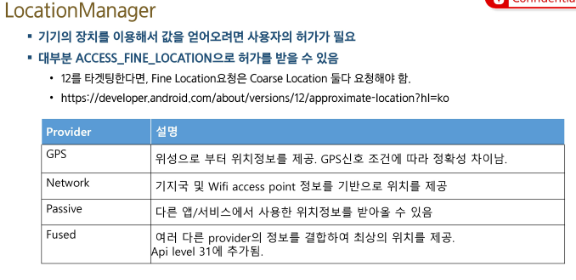 LocationManager
Confidential
기기의 장치를 이용해서 값을 얻어오려면 사용자의 허가가 필요
대부분 ACCESS_FINE_LOCATION으로 허가를 받을 수 있음
12를 타겟팅한다면, Fine Location요청은 Coarse Location 둘다 요청해야 함.
https://developer.android.com/about/versions/12/approximate-location?hl=ko
Provider 설명
GPS 위성으로 부터 위치정보를 제공. GPS신호 조건에 따라 정확성 차이남.
Network 기지국 및 Wifi access point 정보를 기반으로 위치를 제공
Passive 다른 앱/서비스에서 사용한 위치정보를 받아올 수 있음
Fused 여러 다른 provider의 정보를 결합하여 최상의 위치를 제공.
Api level 31에 추가됨.